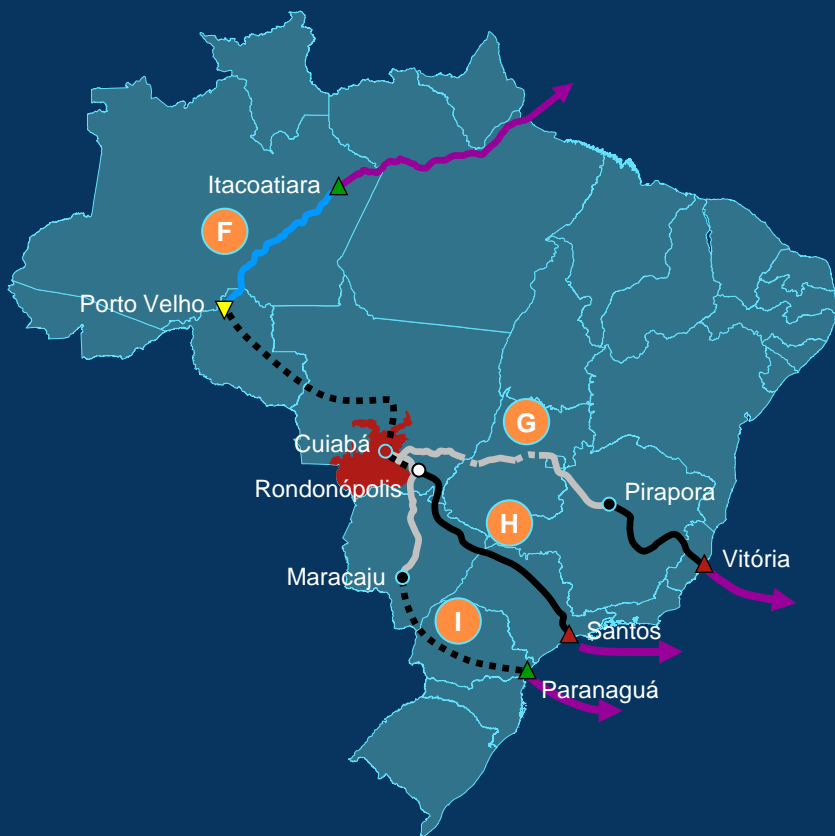 Itacoatiara
F
Porto Velho
G
Cuiabá
Rondonópolis
Pirapora
H
Vitória
Maracaju
I
Santos
Paranaguá